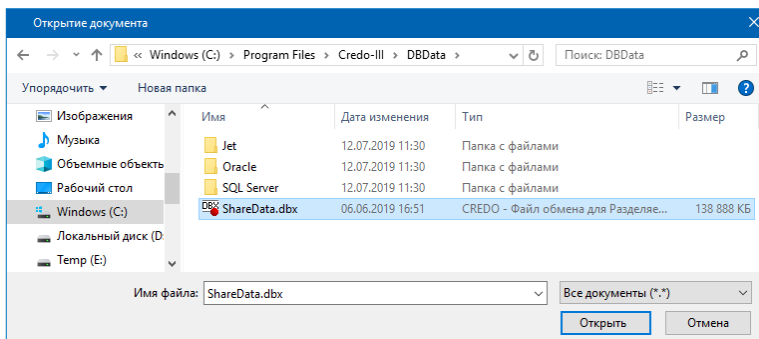 Открытие документа
« Windows (C:) › Program Files › Credo-III › DBData ›
Поиск: DBData
Упорядочить
Новая папка
?
Изображения
Музыка
Объемные объекть
Рабочий стол
Windows (C:)
Локальный диск (D:
Temp (E:)
Имя Дата изменения Тип Размер
Jet 12.07.2019 11:30 Папка с файлами
Oracle 12.07.2019 11:30 Папка с файлами
SQL Server 12.07.2019 11:30 Папка с файлами
DBX ShareData.dbx 06.06.2019 16:51 CREDO - Файл обмена для Разделяе... 138 888 КБ
Имя файла: ShareData.dbx Все документы (*.*)
Открыть Отмена